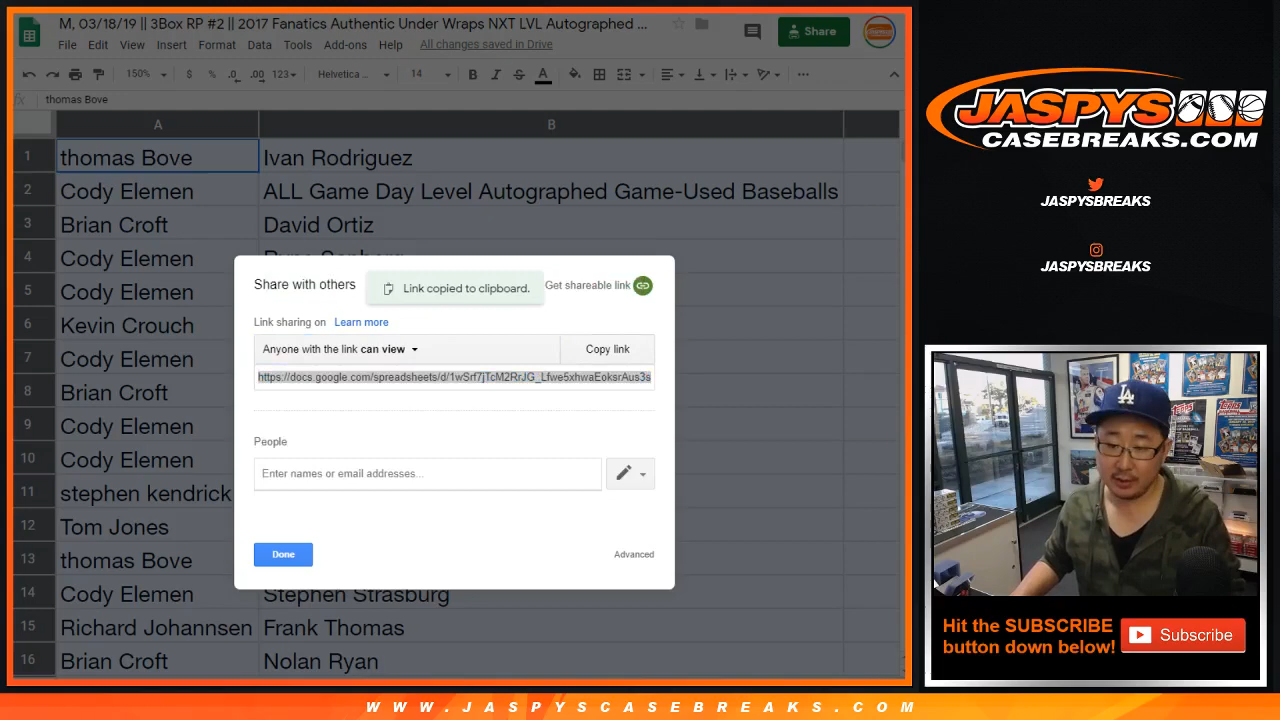 M, 03/18/19 || 3Box RP #2 || 2017 Fanatics Authentic Under Wraps NXT LVL Autographed ...
File Edit View Insert Format Data Tools Add-ons Help All changes saved in Drive
Share
150% $ % .0 .00 123 Helvetica ... 14 B I S A
fx thomas Bove
A B
1 thomas Bove Ivan Rodriguez
2 Cody Elemen ALL Game Day Level Autographed Game-Used Baseballs
3 Brian Croft David Ortiz
4 Cody Elemen
5 Cody Elemen
6 Kevin Crouch
7 Cody Elemen
8 Brian Croft
9 Cody Elemen
10 Cody Elemen
11 stephen kendrick
12 Tom Jones
13 thomas Bove
14 Cody Elemen Stephen Strasburg
15 Richard Johannsen Frank Thomas
16 Brian Croft Nolan Ryan
Share with others
Link copied to clipboard.
Get shareable link
Link sharing on Learn more
Anyone with the link can view
Copy link
https://docs.google.com/spreadsheets/d/1wSrf7jTcM2RrJG_Lfwe5xhwaEoksrAus3s
People
Enter names or email addresses...
Done
Advanced
JASPYS
CASEBREAKS.COM
JASPYSBREAKS
JASPYSBREAKS
LA
Topps
Hit the SUBSCRIBE
button down below!
Subscribe
WWW.JASPYSCASEBREAKS.COM